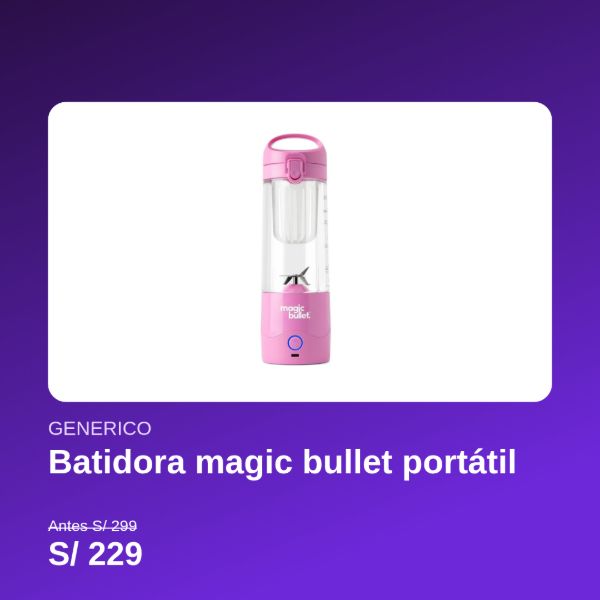 magic
bullet.
GENERICO
Batidora magic bullet portátil
Antes S/ 299
S/ 229